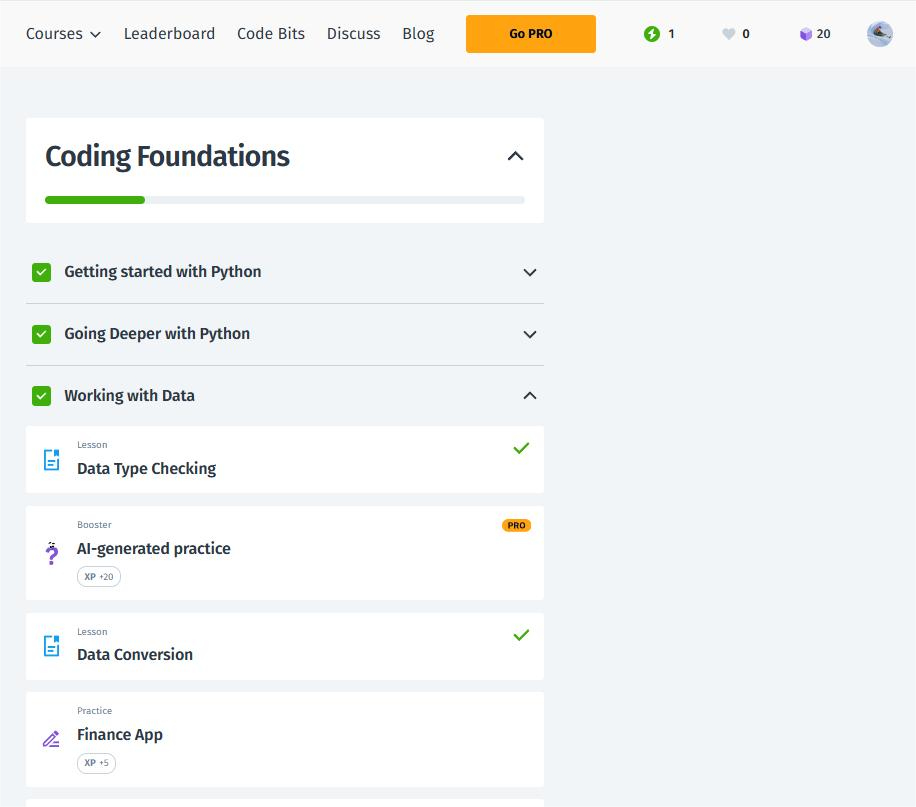 Courses Leaderboard Code Bits Discuss Blog Go PRO 1 0 20
Coding Foundations
Getting started with Python
Going Deeper with Python
Working with Data
Lesson
Data Type Checking
Booster
PRO
AI-generated practice
XP +20
Lesson
Data Conversion
Practice
Finance App
XP +5